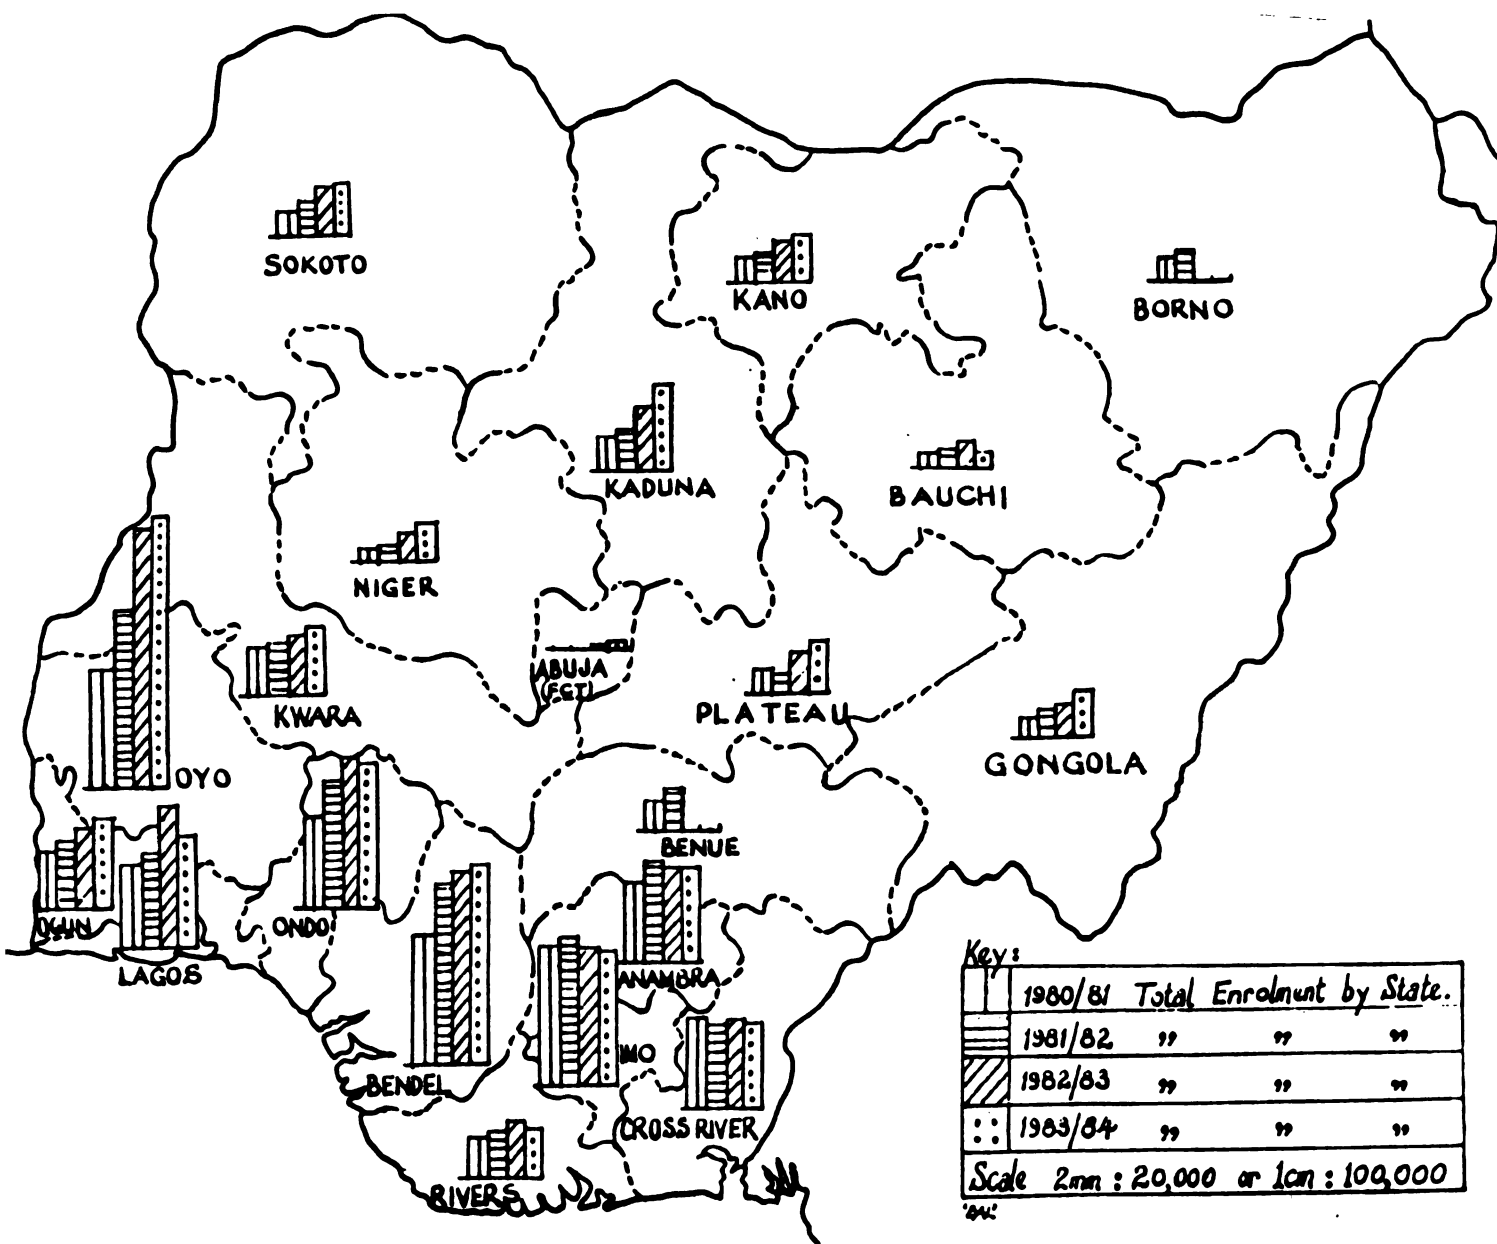 SOKOTO
KANO
BORNO
KADUNA
BAUCHI
NIGER
ABUJA
(FCT)
KWARA
PLATEAU
GONGOLA
OYO
BENUE
OGUN
ONDO
LAGOS
ANAMBRA
IMO
BENDEL
CROSS RIVER
RIVERS
Key:
1980/81 Total Enrolment by State.
1981/82 " " "
1982/83 " " "
1983/84 " " "
Scale 2mm : 20,000 or 1cm : 100,000